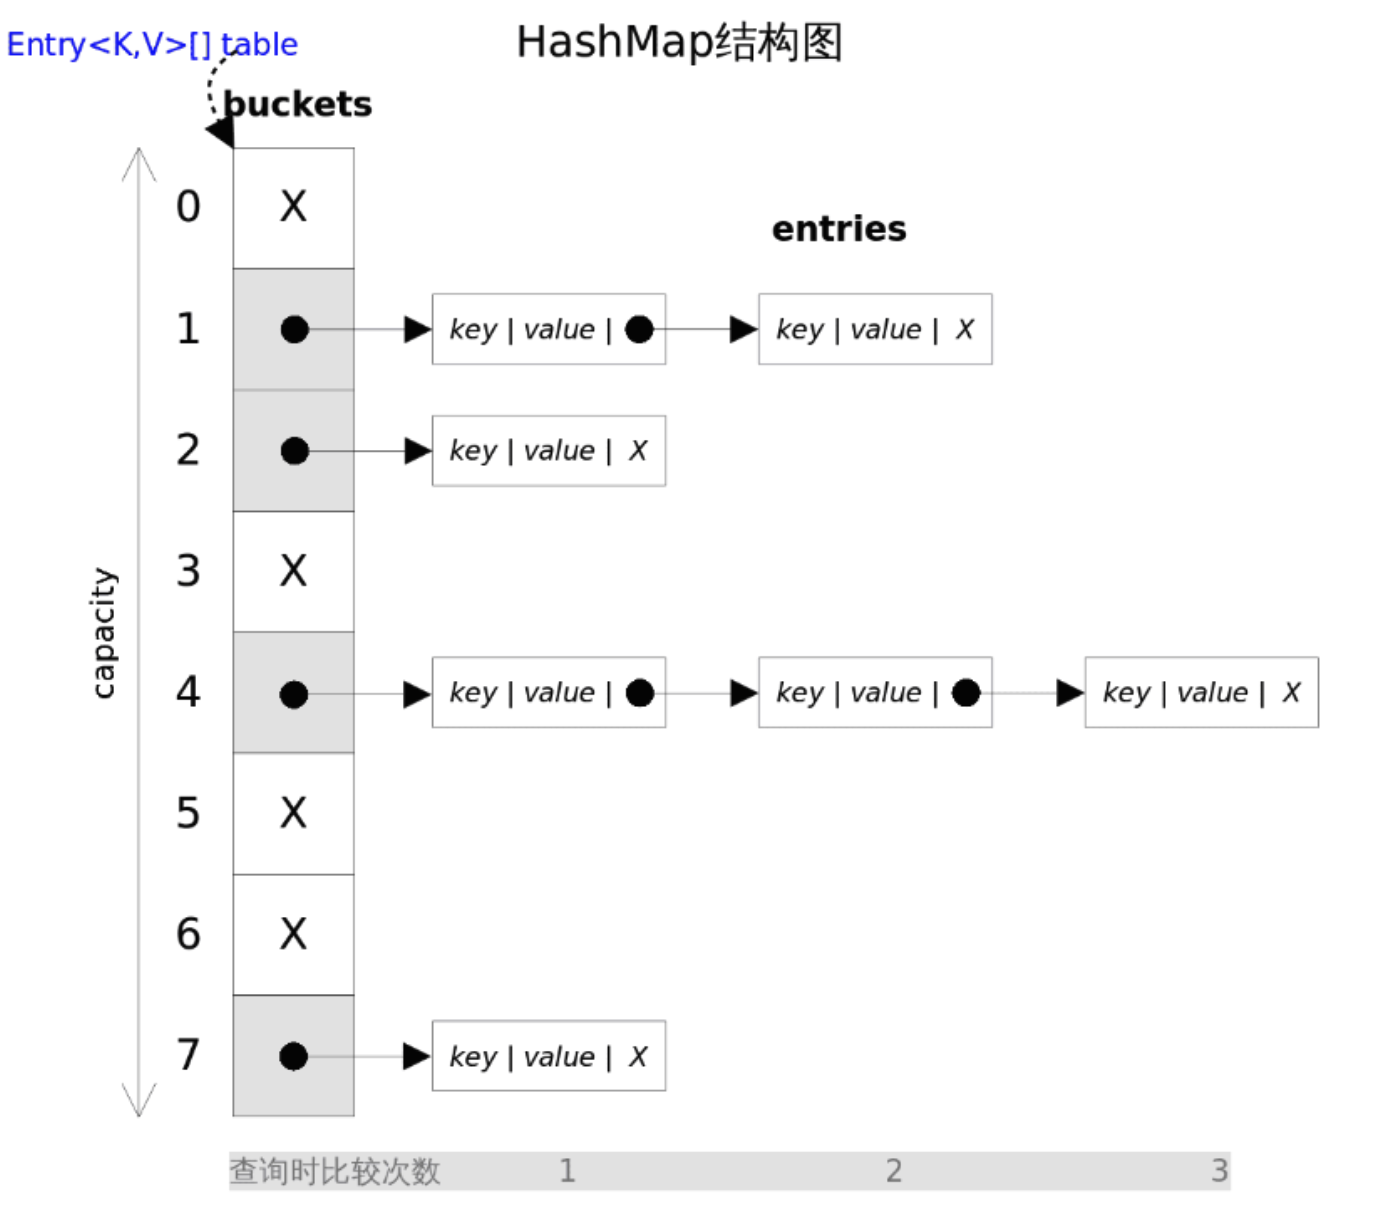 Entry<K,V>[] table
HashMap结构图
buckets
entries
capacity
0 X
1 key | value | key | value | X
2 key | value | X
3 X
4 key | value | key | value | key | value | X
5 X
6 X
7 key | value | X
查询时比较次数 1 2 3